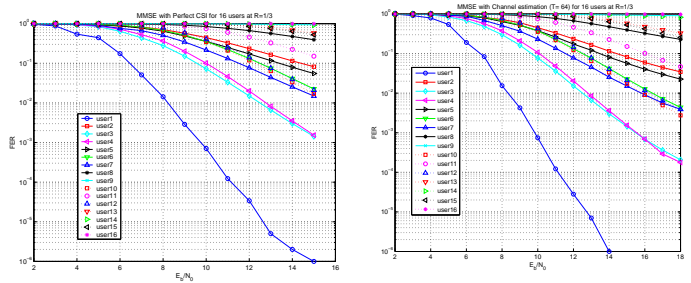 MMSE with Perfect CSI for 16 users at R=1/3
10^0
10^-1
10^-2
10^-3
10^-4
10^-5
10^-6
FER
user1
user2
user3
user4
user5
user6
user7
user8
user9
user10
user11
user12
user13
user14
user15
user16
2 4 6 8 10 12 14 16
E_b/N_0
MMSE with Channel estimation (T= 64) for 16 users at R=1/3
10^0
10^-1
10^-2
10^-3
10^-4
10^-5
10^-6
FER
user1
user2
user3
user4
user5
user6
user7
user8
user9
user10
user11
user12
user13
user14
user15
user16
2 4 6 8 10 12 14 16 18
E_b/N_0